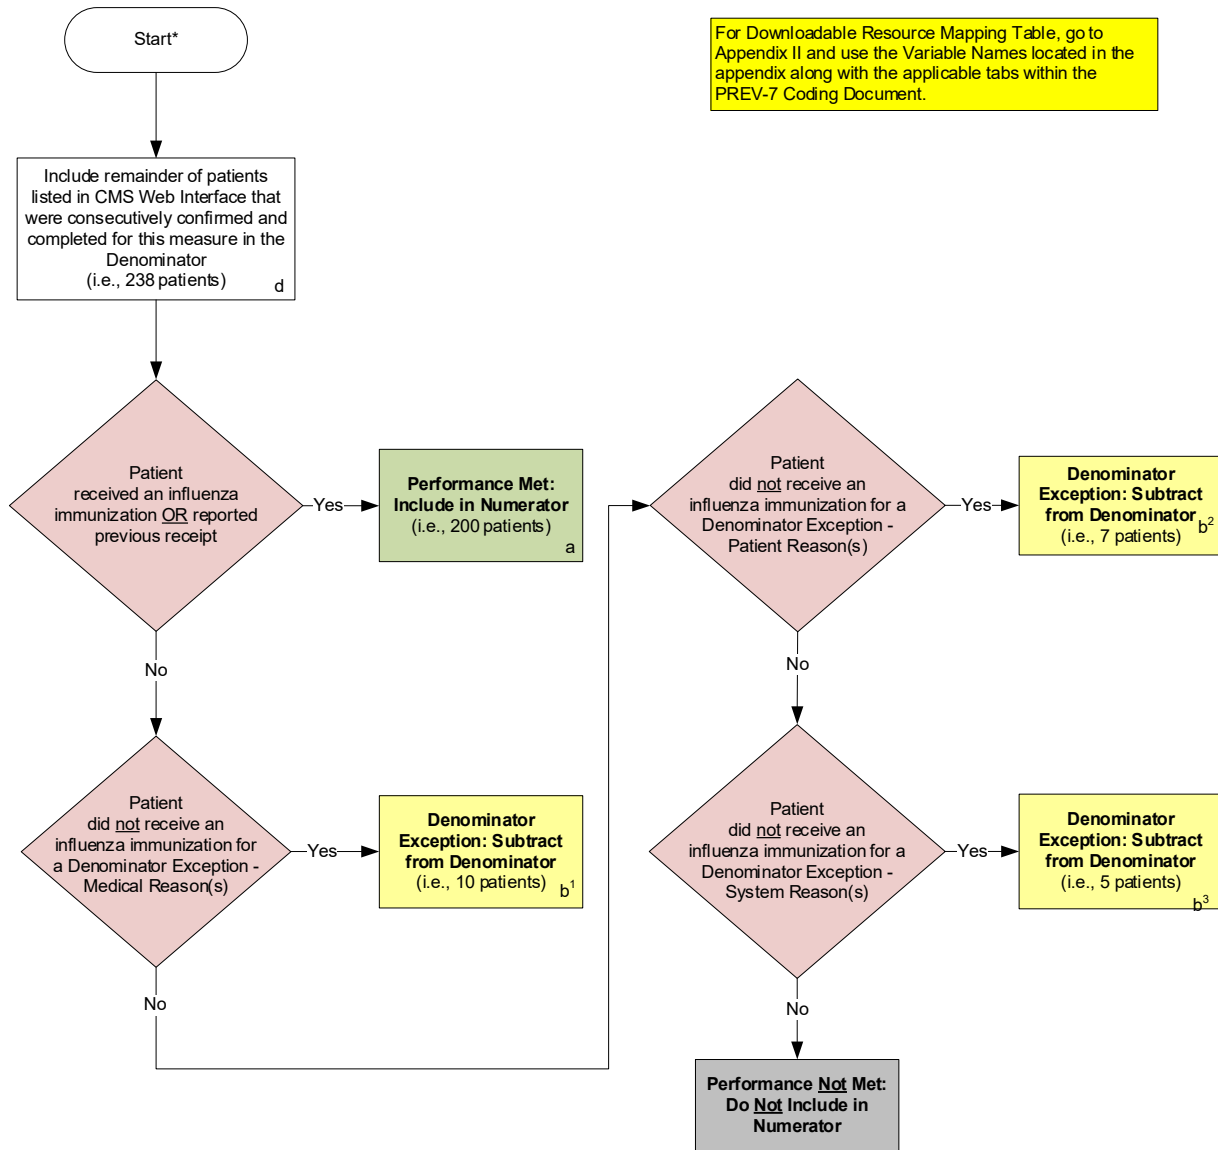 Start*
For Downloadable Resource Mapping Table, go to
Appendix II and use the Variable Names located in the
appendix along with the applicable tabs within the
PREV-7 Coding Document.
Include remainder of patients
listed in CMS Web Interface that
were consecutively confirmed and
completed for this measure in the
Denominator
(i.e., 238 patients)
d
Patient
received an influenza
immunization OR reported
previous receipt
Yes
Performance Met:
Include in Numerator
(i.e., 200 patients)
a
No
Patient
did not receive an
influenza immunization for
a Denominator Exception -
Medical Reason(s)
Yes
Denominator
Exception: Subtract
from Denominator
(i.e., 10 patients)
b¹
No
Patient
did not receive an
influenza immunization for
a Denominator Exception -
Patient Reason(s)
Yes
Denominator
Exception: Subtract
from Denominator
(i.e., 7 patients)
b²
No
Patient
did not receive an
influenza immunization for a
Denominator Exception -
System Reason(s)
Yes
Denominator
Exception: Subtract
from Denominator
(i.e., 5 patients)
b³
No
Performance Not Met:
Do Not Include in
Numerator